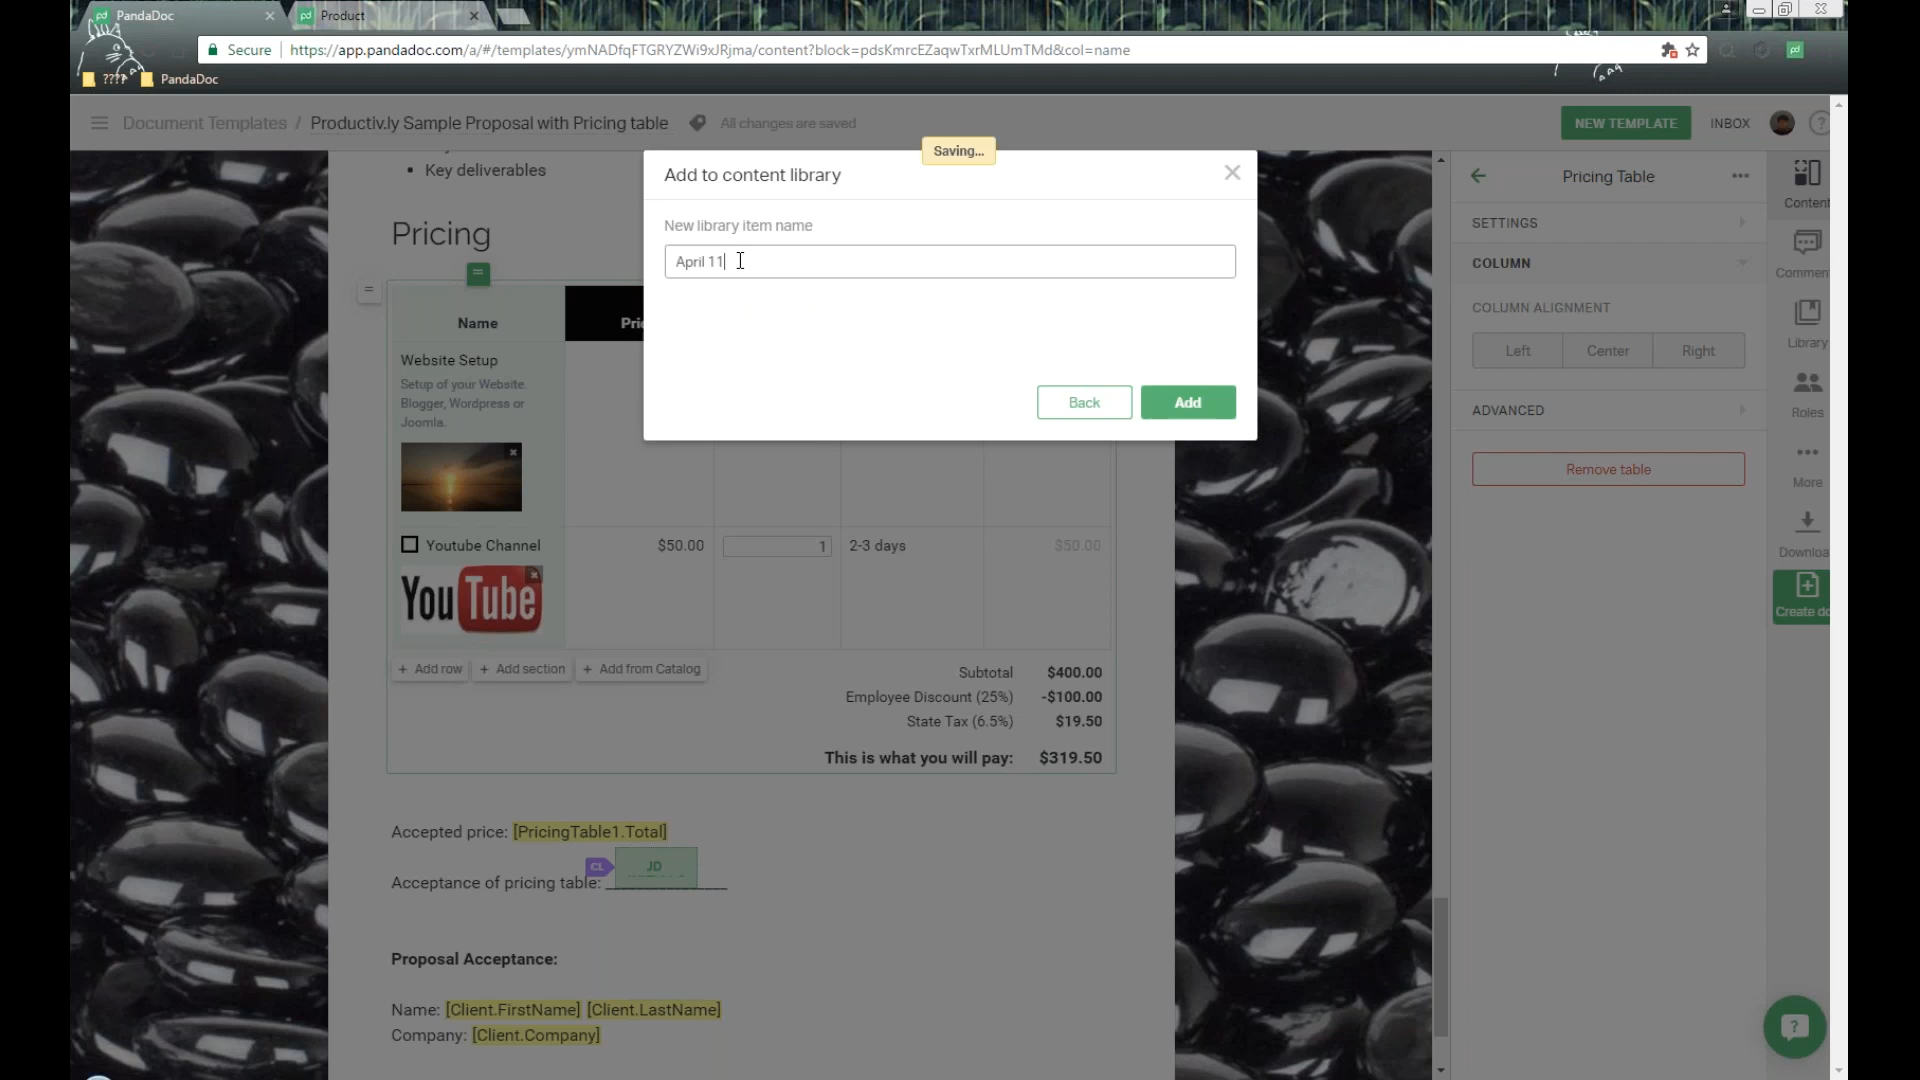 PandaDoc
Product
Secure https://app.pandadoc.com/a/#/templates/ymNADfqFTGRYZWi9xJRjma/content?block=pdsKmrcEZaqwTxrMLUmTMd&col=name
???? PandaDoc
Document Templates / Productiv.ly Sample Proposal with Pricing table All changes are saved NEW TEMPLATE INBOX ?
Saving...
Add to content library
New library item name
April 11
Back Add
• Key deliverables
Pricing
Name
Website Setup
Setup of your Website.
Blogger, Wordpress or
Joomla.
Youtube Channel $50.00 1 2-3 days $50.00
YouTube
+ Add row + Add section + Add from Catalog
Subtotal $400.00
Employee Discount (25%) -$100.00
State Tax (6.5%) $19.50
This is what you will pay: $319.50
Accepted price: [PricingTable1.Total]
CL JD
Acceptance of pricing table:
Proposal Acceptance:
Name: [Client.FirstName] [Client.LastName]
Company: [Client.Company]
Pricing Table
SETTINGS
COLUMN
COLUMN ALIGNMENT
Left Center Right
ADVANCED
Remove table
Content
Library
Roles
More